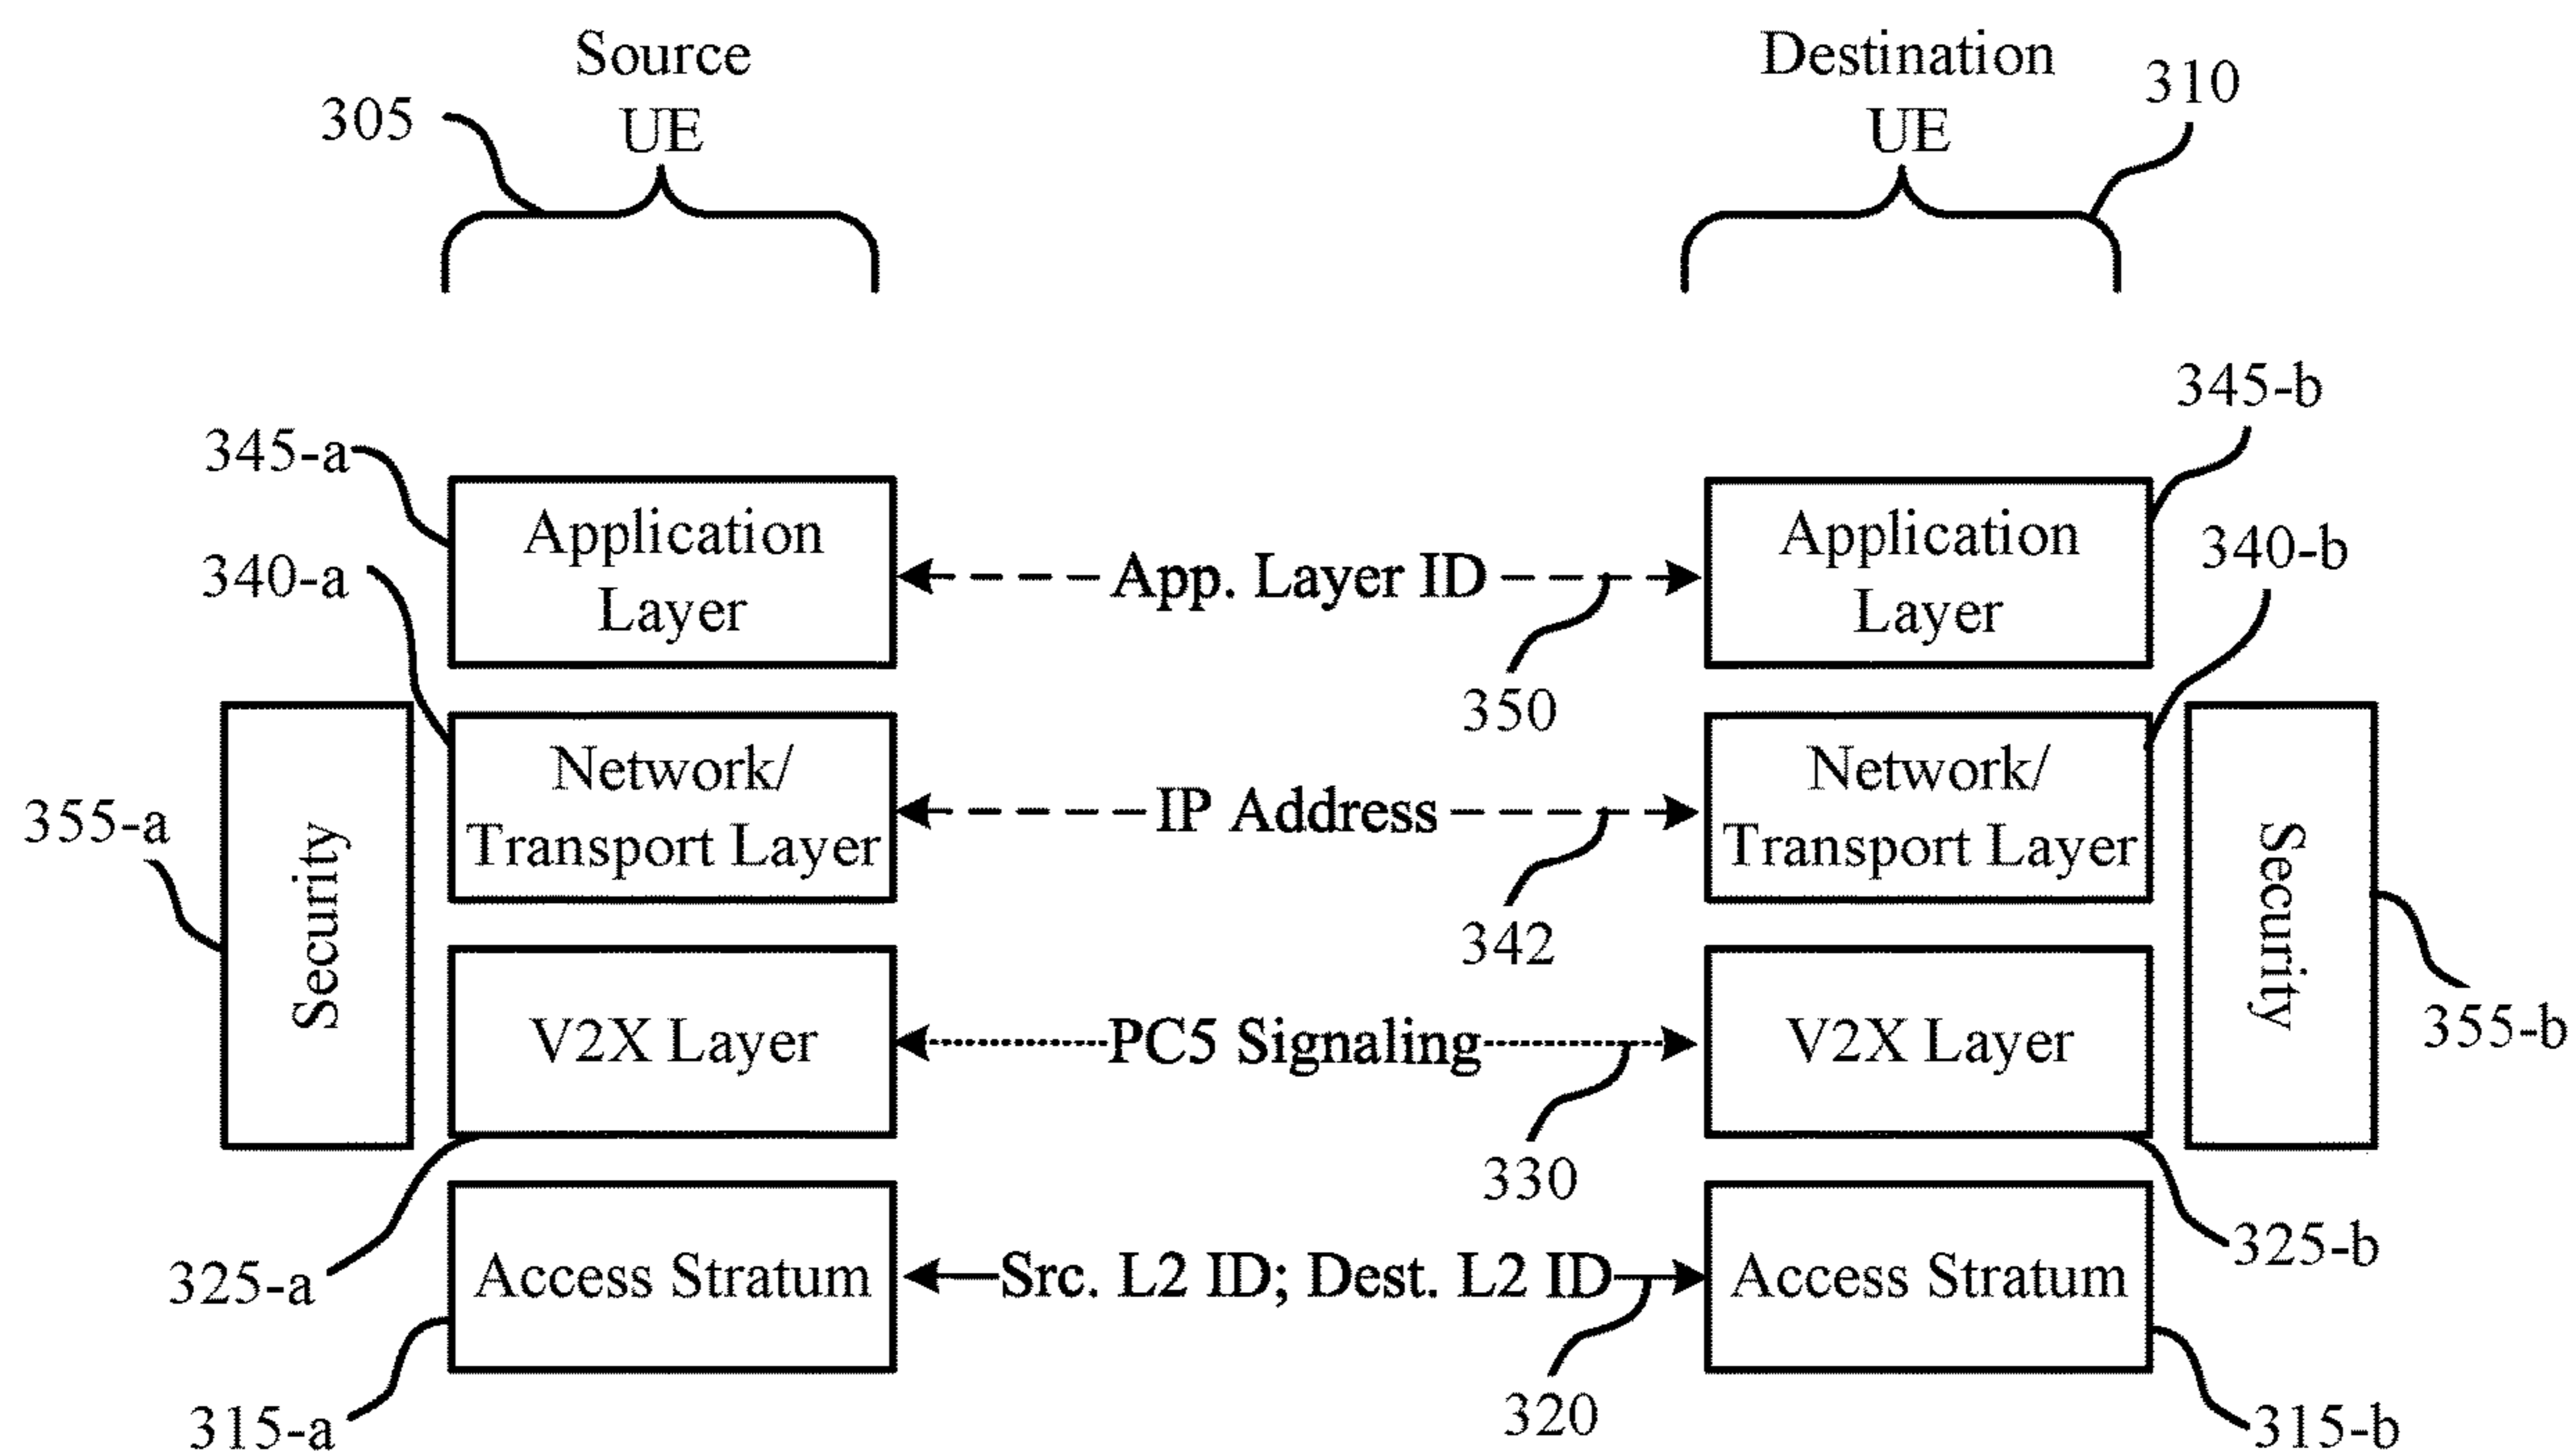 Source
UE
305
Destination
UE
310
345-a
Application
Layer
App. Layer ID
350
Application
Layer
345-b
340-a
Network/
Transport Layer
IP Address
342
Network/
Transport Layer
340-b
355-a
Security
V2X Layer
PC5 Signaling
330
V2X Layer
Security
355-b
325-a
Access Stratum
Src. L2 ID; Dest. L2 ID
320
Access Stratum
325-b
315-a
315-b